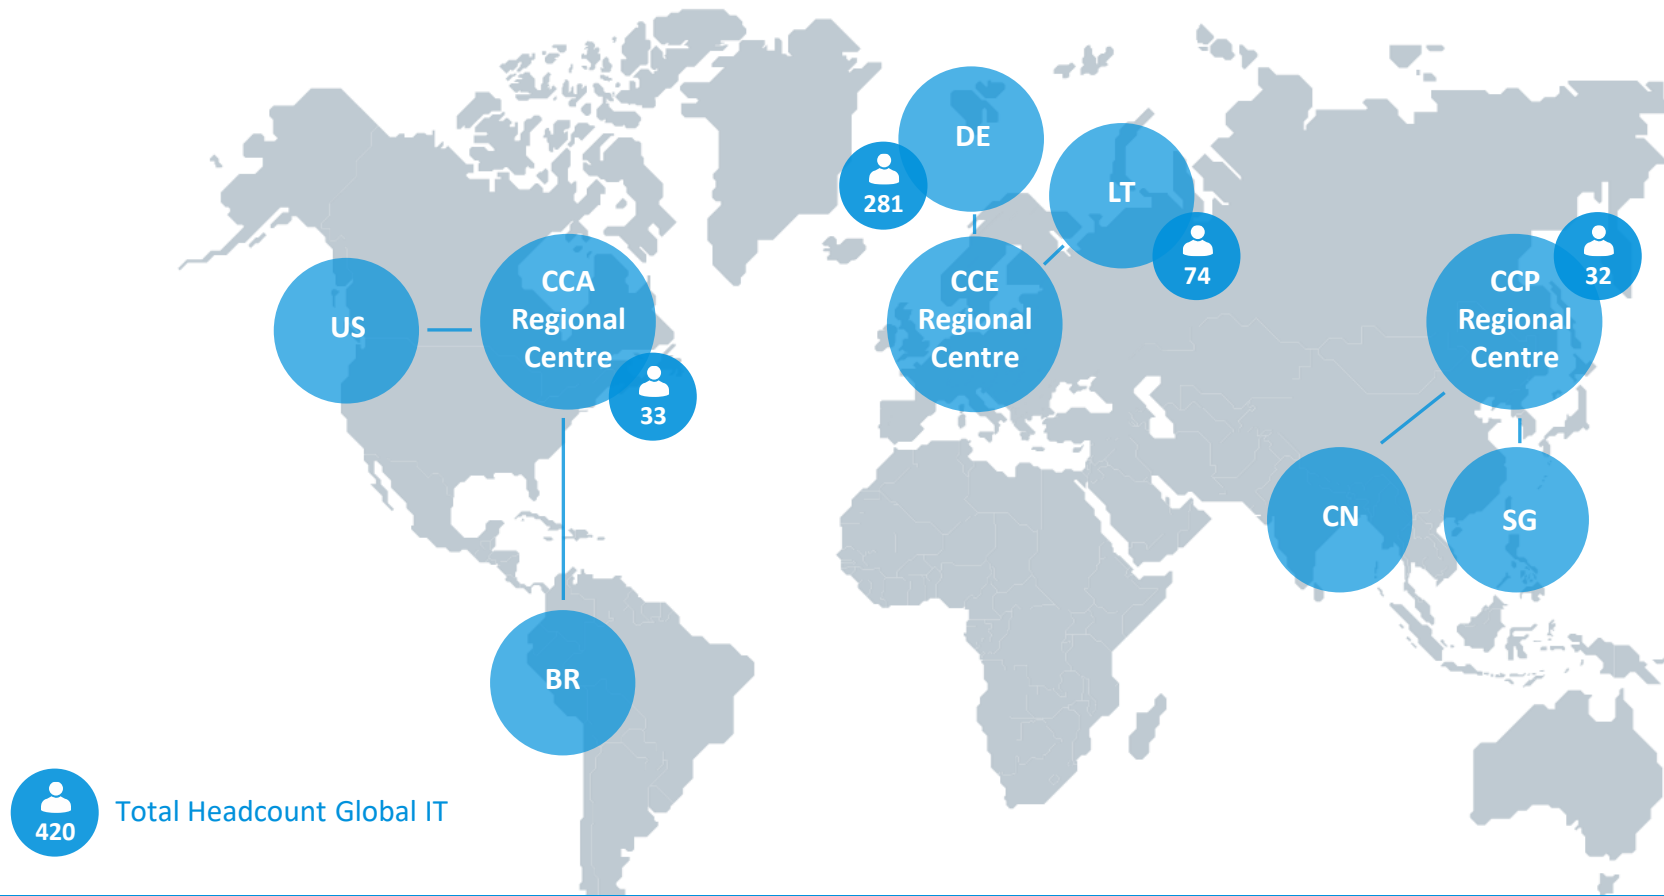 DE
281
LT
74
CCA
Regional
Centre
33
US
CCE
Regional
Centre
CCP
Regional
Centre
32
CN
SG
BR
420
Total Headcount Global IT